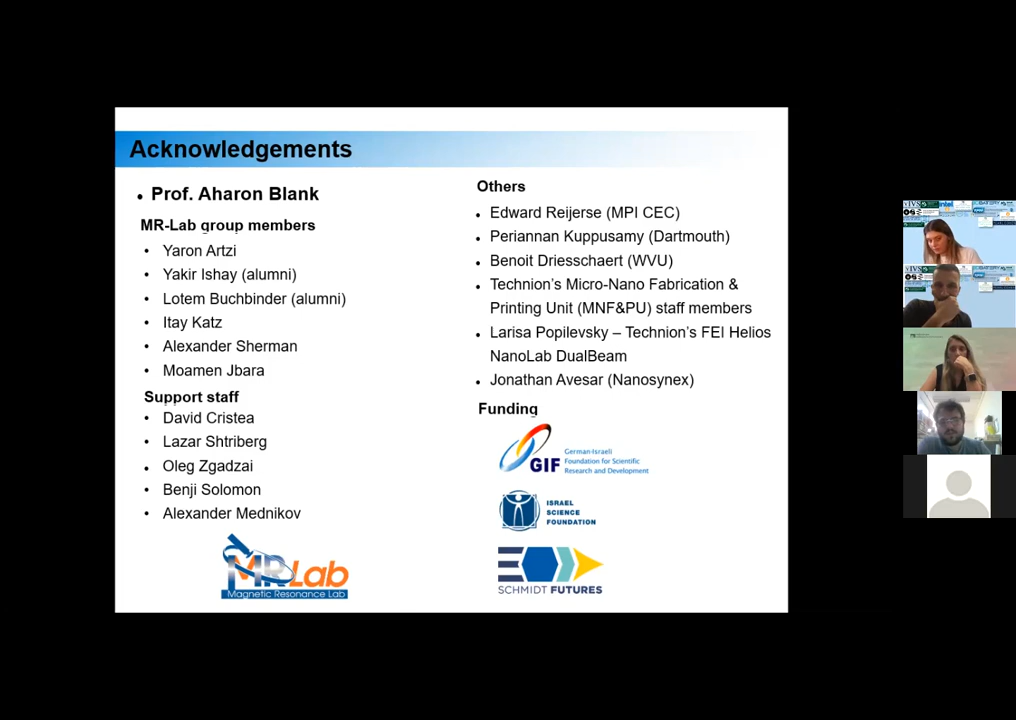 Acknowledgements
Prof. Aharon Blank
MR-Lab group members
Yaron Artzi
Yakir Ishay (alumni)
Lotem Buchbinder (alumni)
Itay Katz
Alexander Sherman
Moamen Jbara
Support staff
David Cristea
Lazar Shtriberg
Oleg Zgadzai
Benji Solomon
Alexander Mednikov
MRLab
Magnetic Resonance Lab
Others
Edward Reijerse (MPI CEC)
Periannan Kuppusamy (Dartmouth)
Benoit Driesschaert (WVU)
Technion’s Micro-Nano Fabrication &
Printing Unit (MNF&PU) staff members
Larisa Popilevsky – Technion’s FEI Helios
NanoLab DualBeam
Jonathan Avesar (Nanosynex)
Funding
GIF
German-Israeli
Foundation for Scientific
Research and Development
ISRAEL
SCIENCE
FOUNDATION
SCHMIDT FUTURES
IVS
intel
IVS